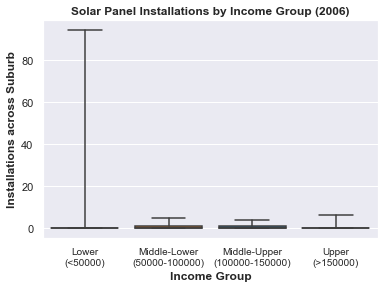 Solar Panel Installations by Income Group (2006)
Installations across Suburb
80
60
40
20
0
Lower
(<50000)
Middle-Lower
(50000-100000)
Middle-Upper
(100000-150000)
Upper
(>150000)
Income Group